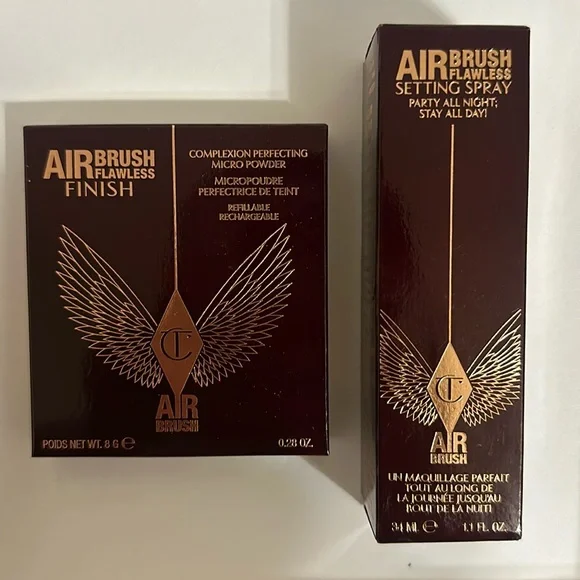 AIRBRUSH
FLAWLESS
FINISH
COMPLEXION PERFECTING
MICRO POWDER
MICROPOUDRE
PERFECTRICE DE TEINT
REFILLABLE
RECHARGEABLE
CT
AIR
BRUSH
POIDS NET WT. 8 G ℮
0.28 OZ.
AIRBRUSH
FLAWLESS
SETTING SPRAY
PARTY ALL NIGHT;
STAY ALL DAY!
CT
AIR
BRUSH
UN MAQUILLAGE PARFAIT
TOUT AU LONG DE
LA JOURNÉE JUSQU'AU
BOUT DE LA NUIT!
34 ML ℮ 1.1 FL. OZ.